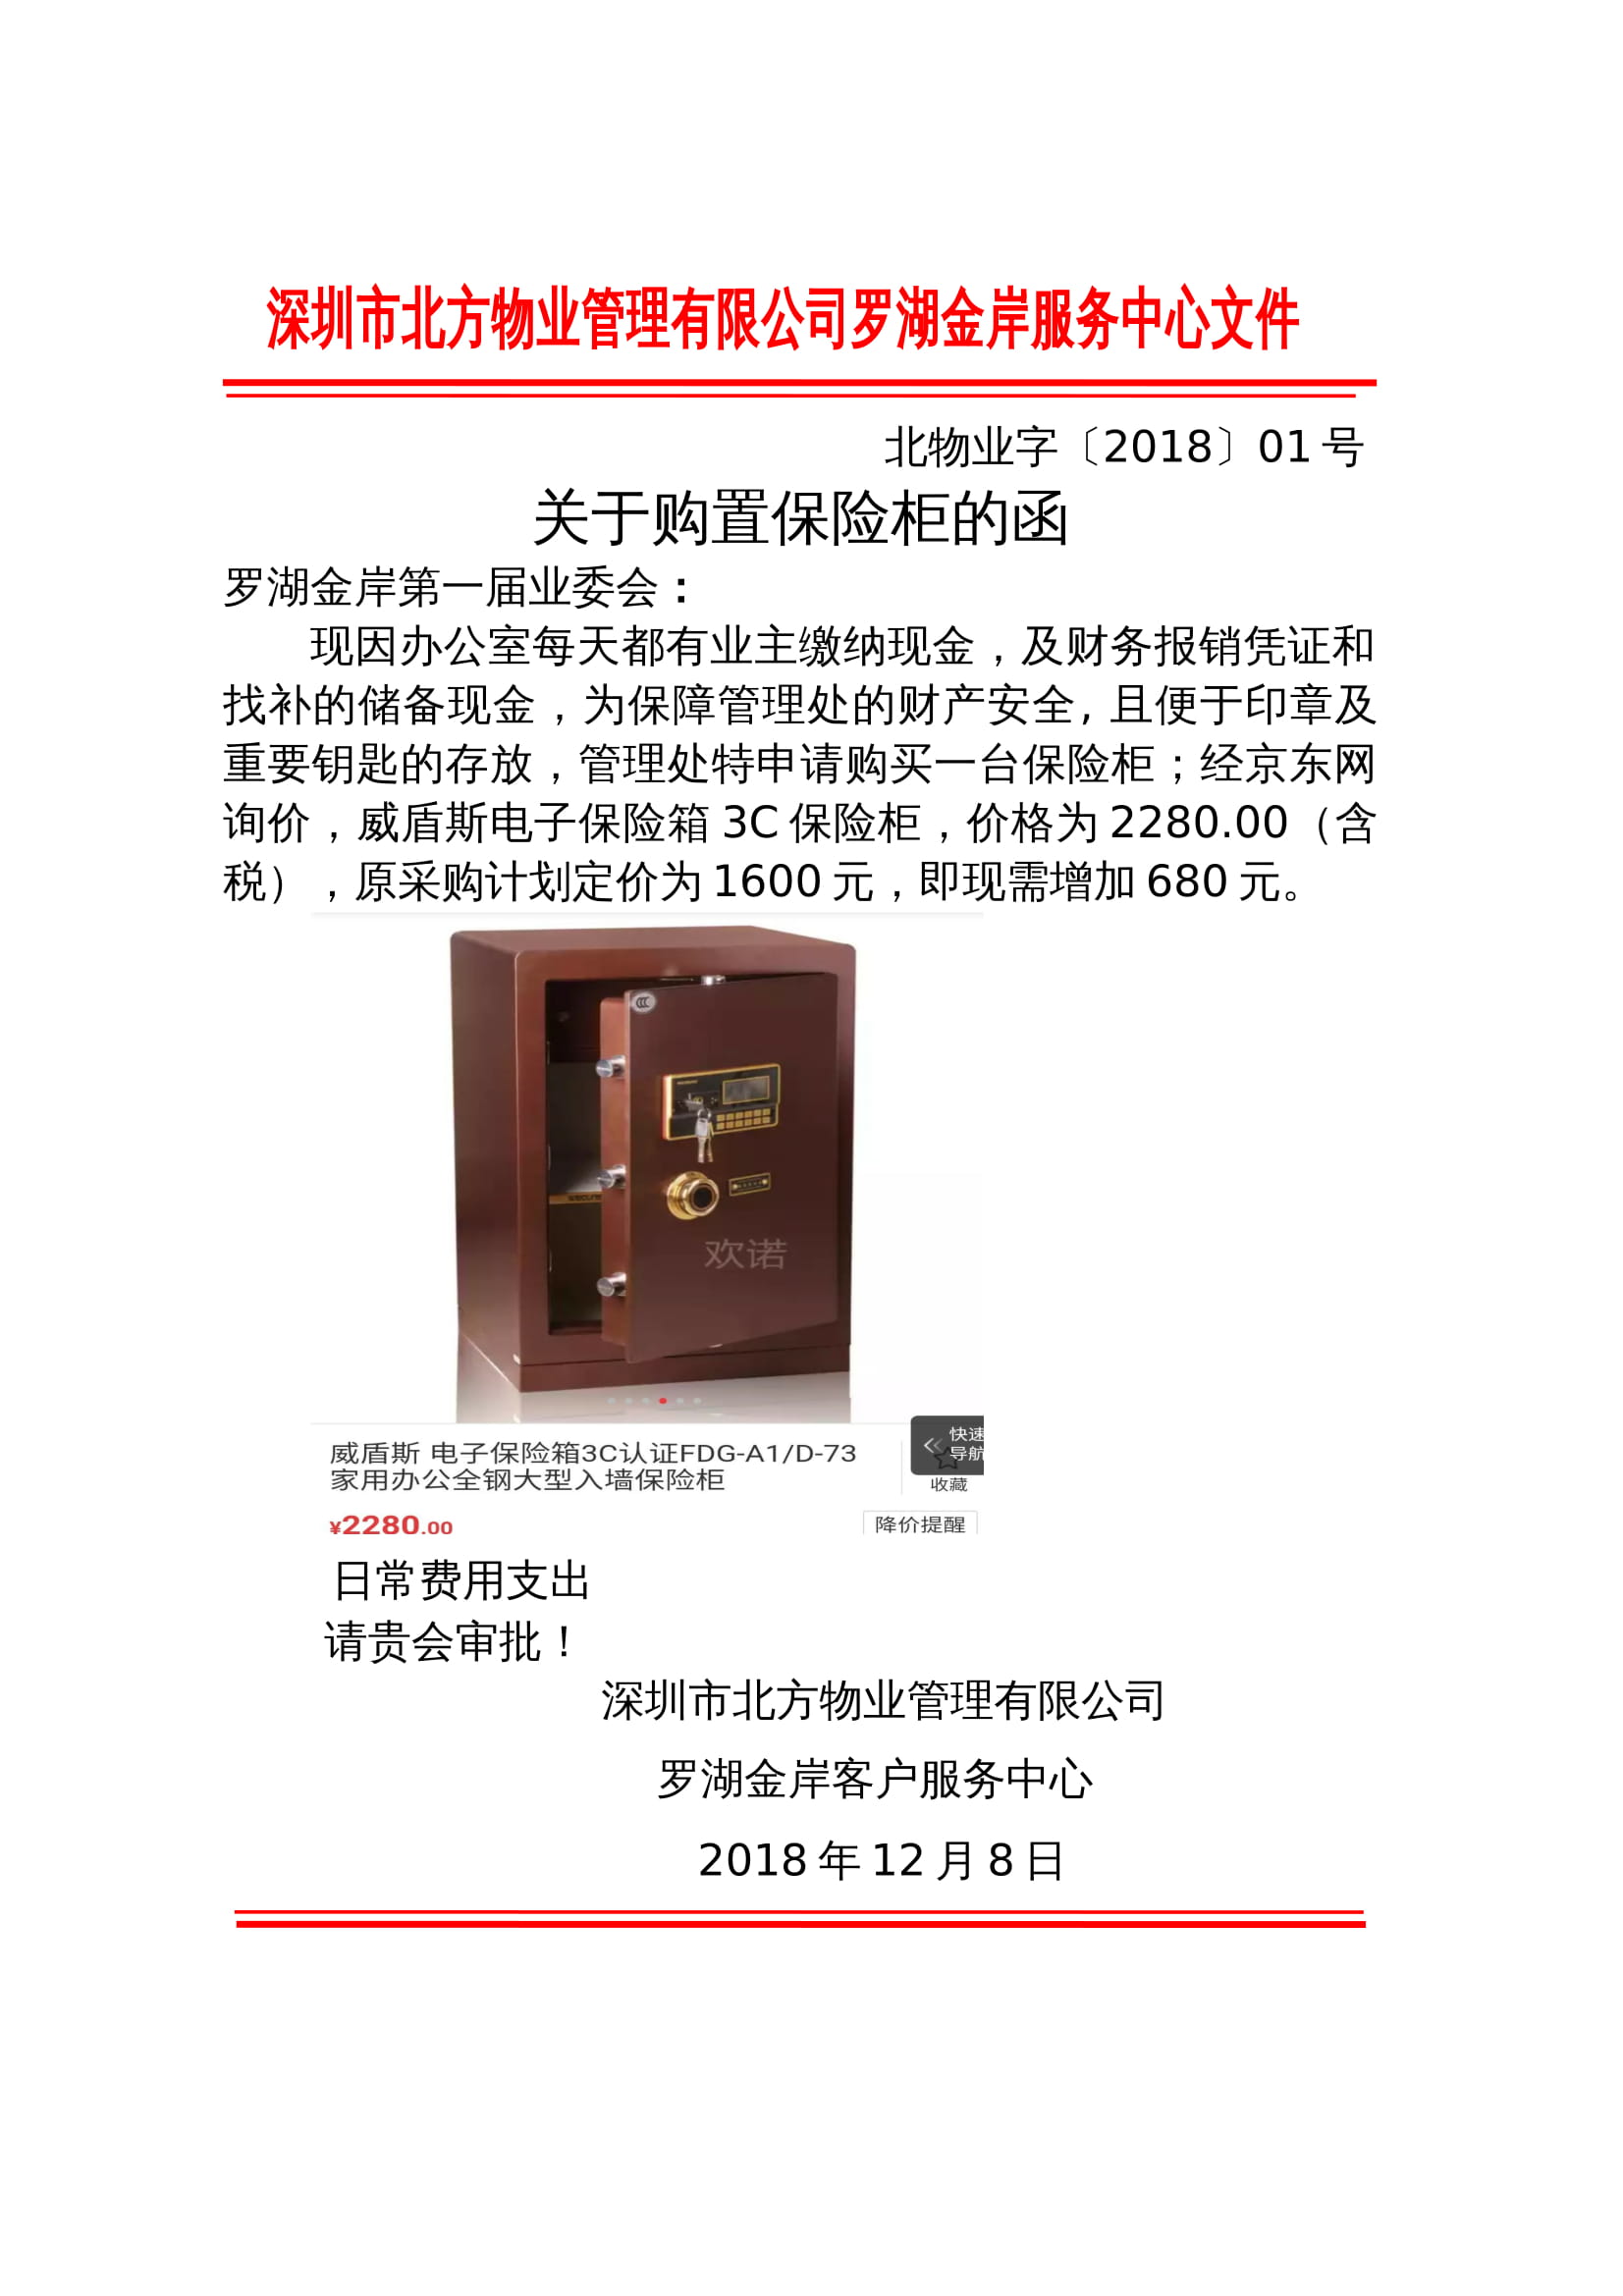 深圳市北方物业管理有限公司罗湖金岸服务中心文件
北物业字〔2018〕01号
关于购置保险柜的函
罗湖金岸第一届业委会：
现因办公室每天都有业主缴纳现金，及财务报销凭证和
找补的储备现金，为保障管理处的财产安全, 且便于印章及
重要钥匙的存放，管理处特申请购买一台保险柜；经京东网
询价，威盾斯电子保险箱 3C 保险柜，价格为 2280.00（含
税），原采购计划定价为 1600 元，即现需增加 680 元。
欢诺
快速
导航
威盾斯 电子保险箱3C认证FDG-A1/D-73
家用办公全钢大型入墙保险柜
收藏
¥2280.00
降价提醒
日常费用支出
请贵会审批！
深圳市北方物业管理有限公司
罗湖金岸客户服务中心
2018 年 12 月 8 日